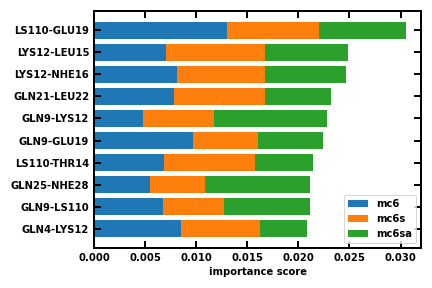 LS110-GLU19
LYS12-LEU15
LYS12-NHE16
GLN21-LEU22
GLN9-LYS12
GLN9-GLU19
LS110-THR14
GLN25-NHE28
GLN9-LS110
GLN4-LYS12
mc6
mc6s
mc6sa
0.000 0.005 0.010 0.015 0.020 0.025 0.030
importance score